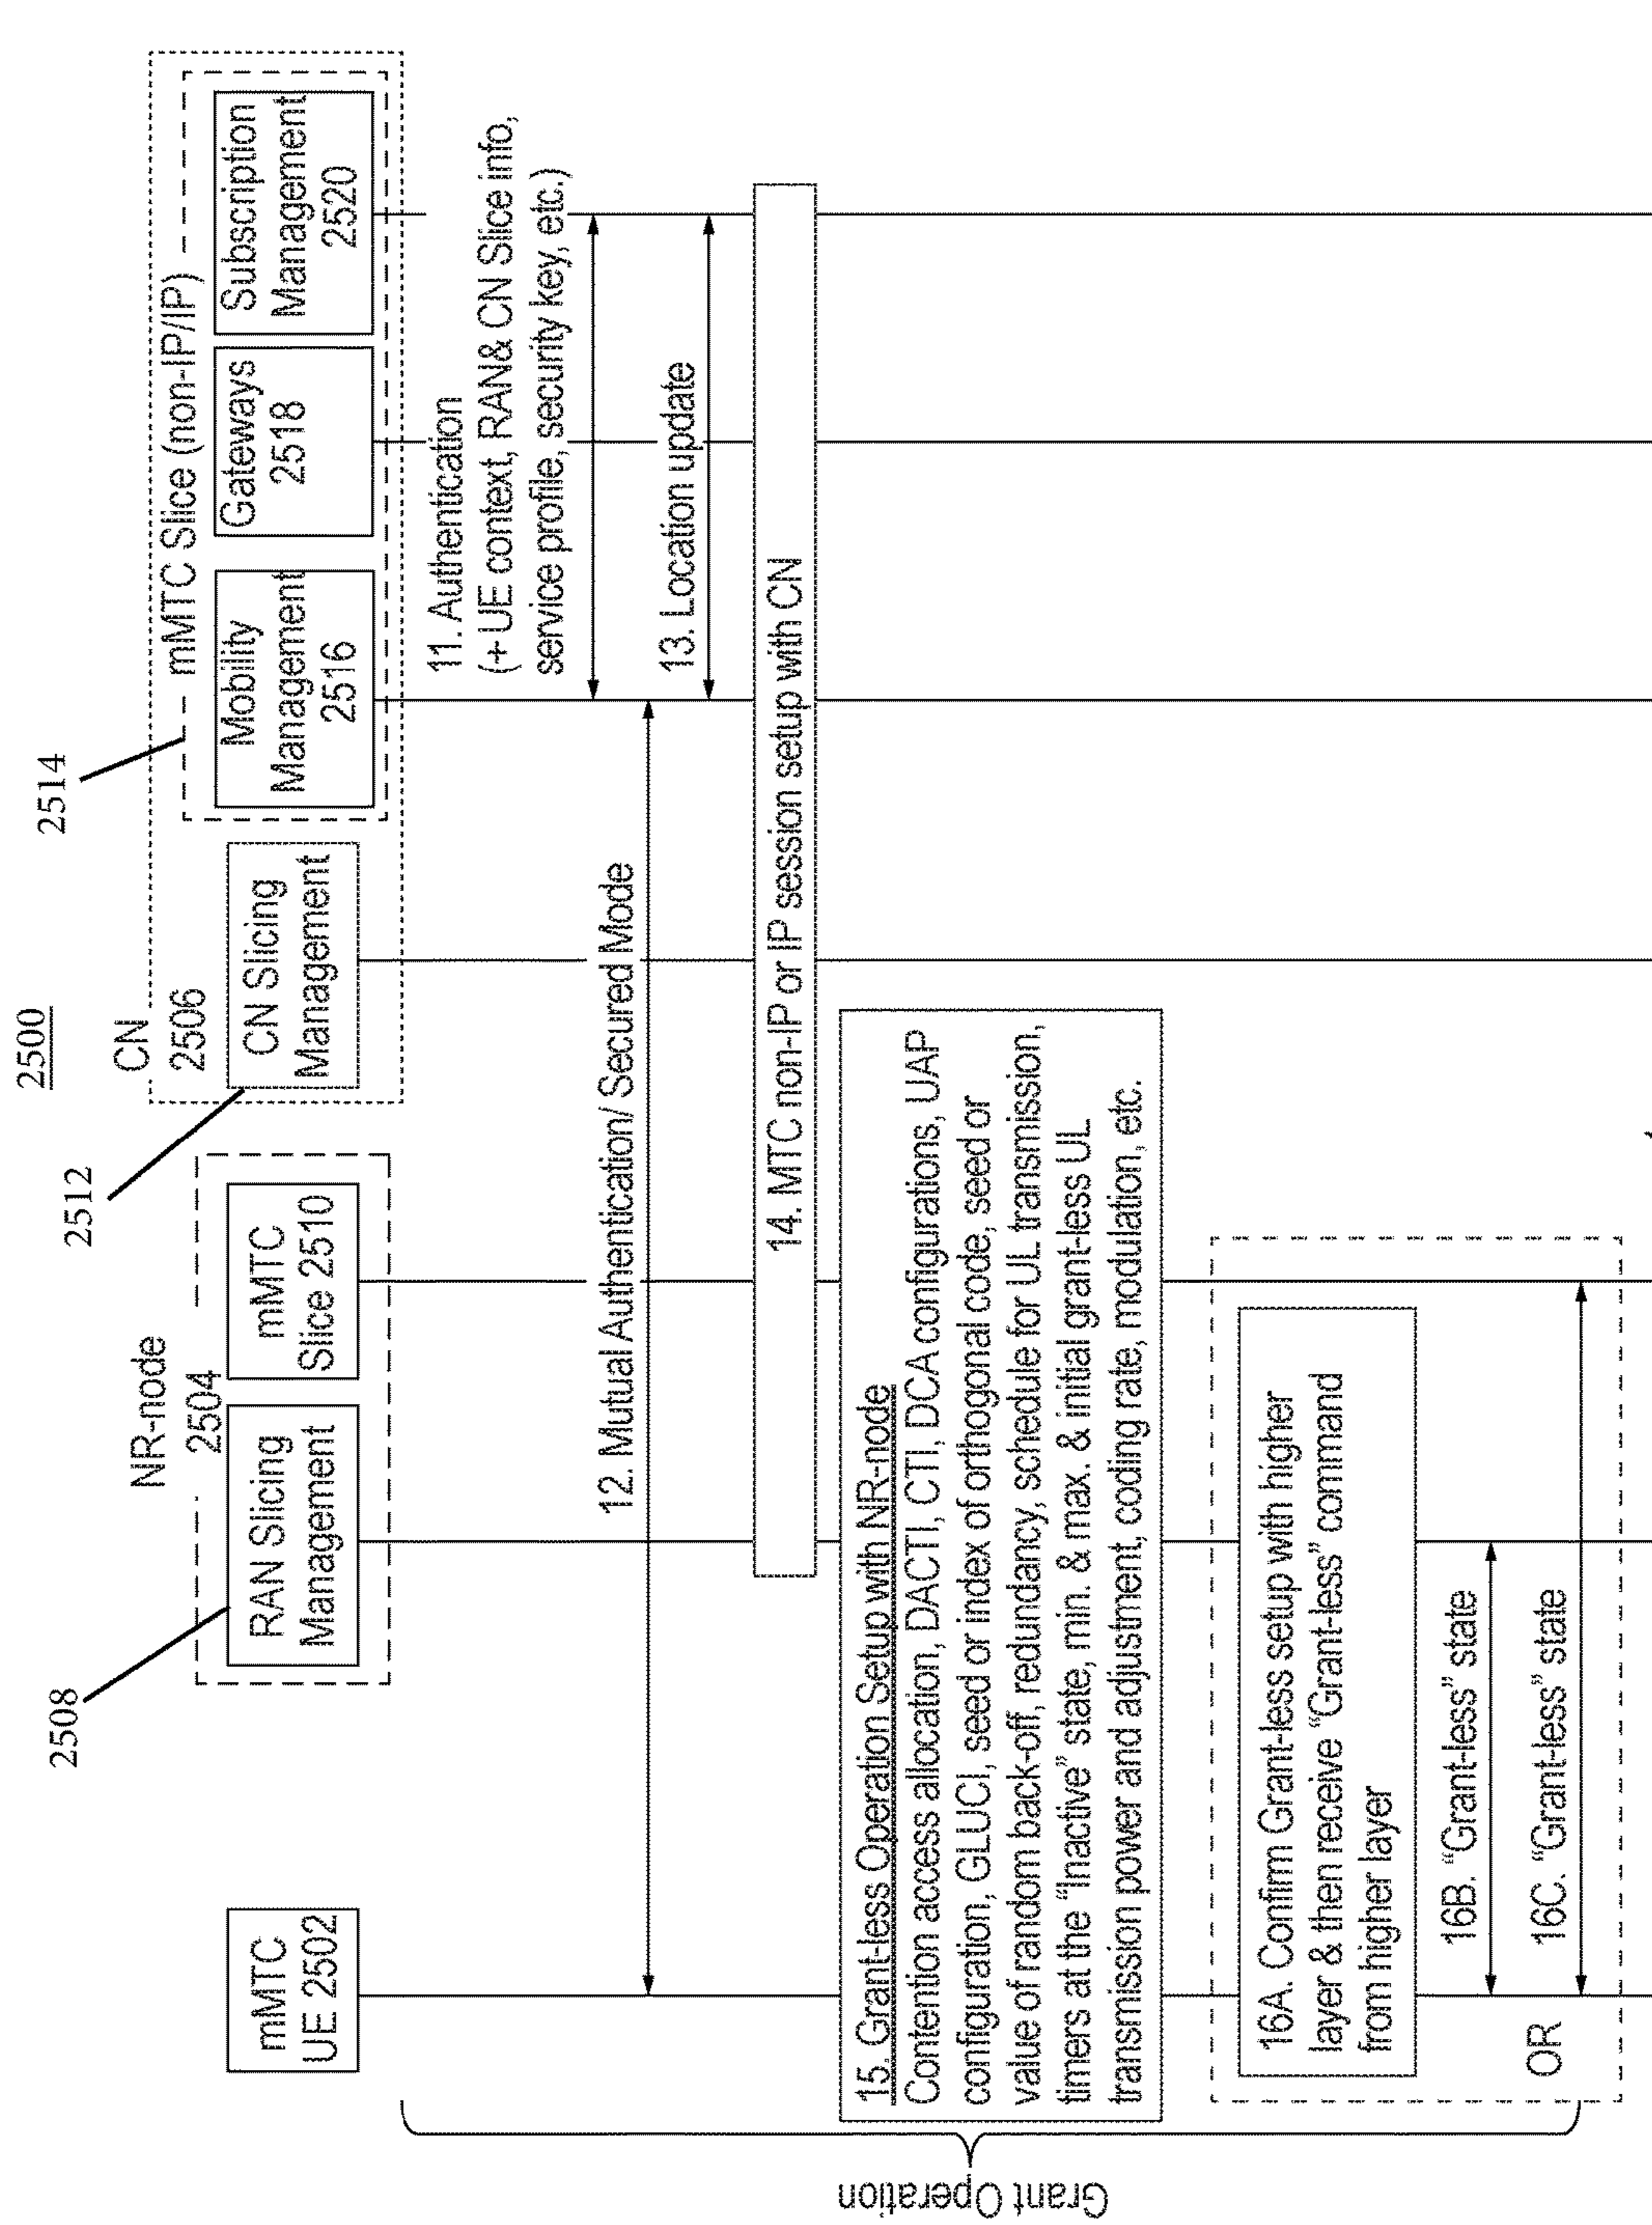 2500
2514
CN
2506
mMTC Slice (non-IP/IP)
2512
NR-node
2504
2508
mMTC
UE 2502
RAN Slicing
Management
mMTC
Slice 2510
CN Slicing
Management
Mobility
Management
2516
Gateways
2518
Subscription
Management
2520
11. Authentication
(+ UE context, RAN& CN Slice info,
service profile, security key, etc.)
12. Mutual Authentication/ Secured Mode
13. Location update
14. MTC non-IP or IP session setup with CN
15. Grant-less Operation Setup with NR-node
Contention access allocation, DACTI, CTI, DCA configurations, UAP
configuration, GLUCI, seed or index of orthogonal code, seed or
value of random back-off, redundancy, schedule for UL transmission,
timers at the “Inactive” state, min. & max. & initial grant-less UL
transmission power and adjustment, coding rate, modulation, etc.
16A. Confirm Grant-less setup with higher
layer & then receive “Grant-less” command
from higher layer
16B. “Grant-less” state
OR
16C. “Grant-less” state
Grant Operation